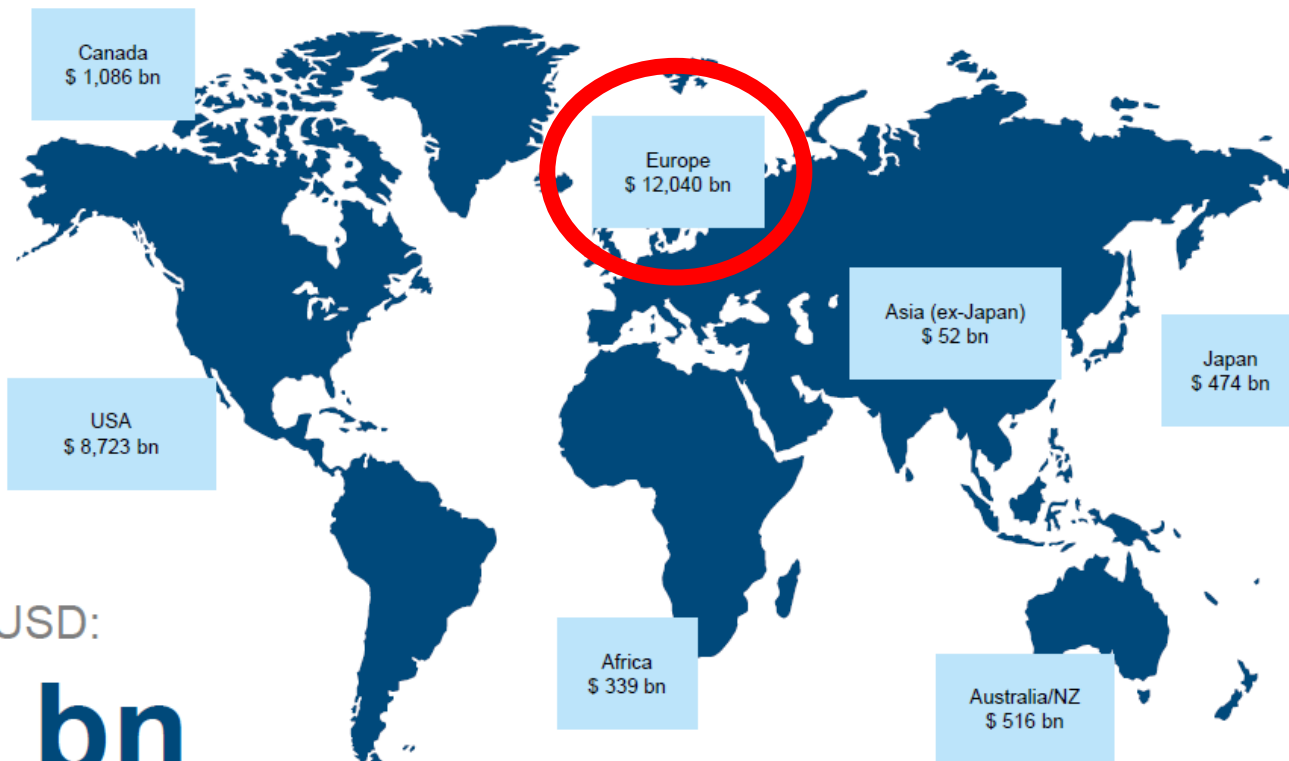 Canada
$ 1,086 bn
Europe
$ 12,040 bn
Asia (ex-Japan)
$ 52 bn
Japan
$ 474 bn
USA
$ 8,723 bn
USD:
bn
Africa
$ 339 bn
Australia/NZ
$ 516 bn